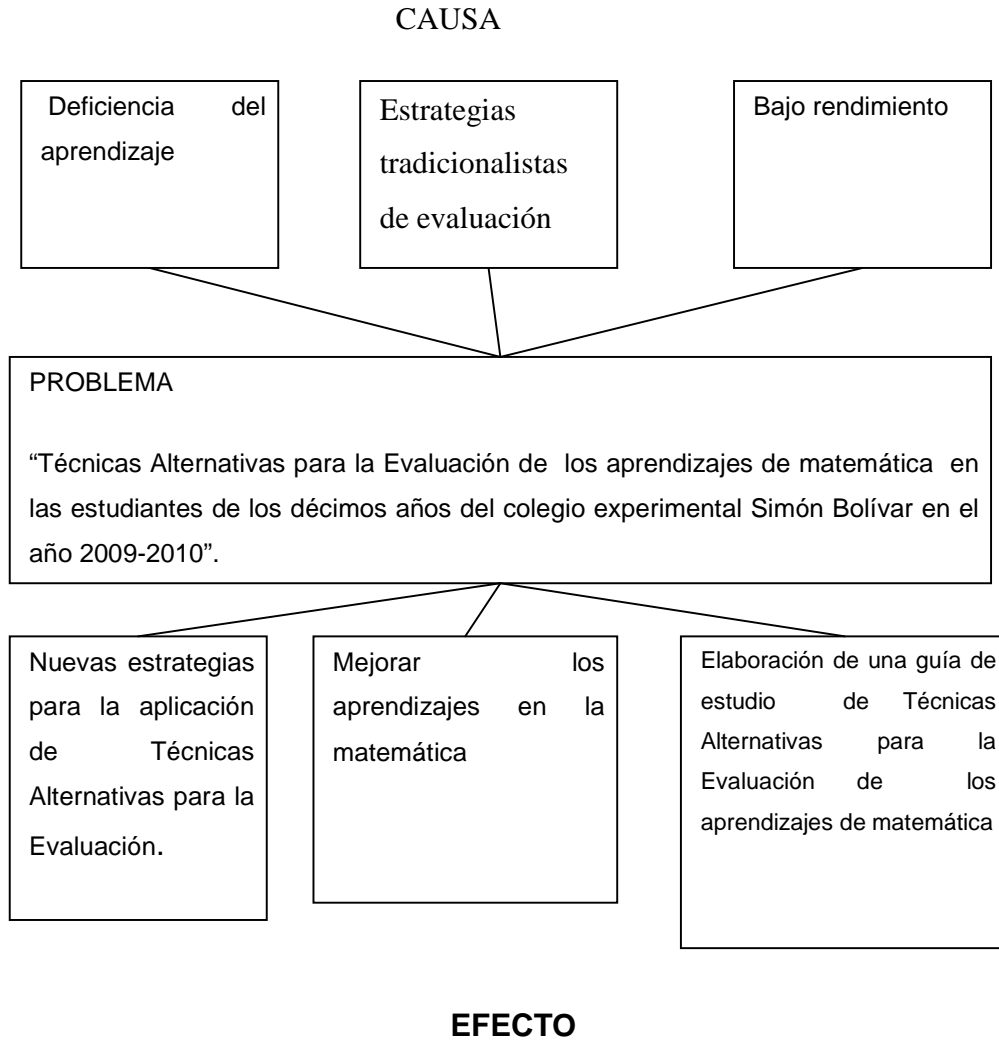 CAUSA
Deficiencia del
aprendizaje
Estrategias
tradicionalistas
de evaluación
Bajo rendimiento
PROBLEMA
“Técnicas Alternativas para la Evaluación de los aprendizajes de matemática en
las estudiantes de los décimos años del colegio experimental Simón Bolívar en el
año 2009-2010”.
Nuevas estrategias
para la aplicación
de Técnicas
Alternativas para la
Evaluación.
Mejorar los
aprendizajes en la
matemática
Elaboración de una guía de
estudio de Técnicas
Alternativas para la
Evaluación de los
aprendizajes de matemática
EFECTO